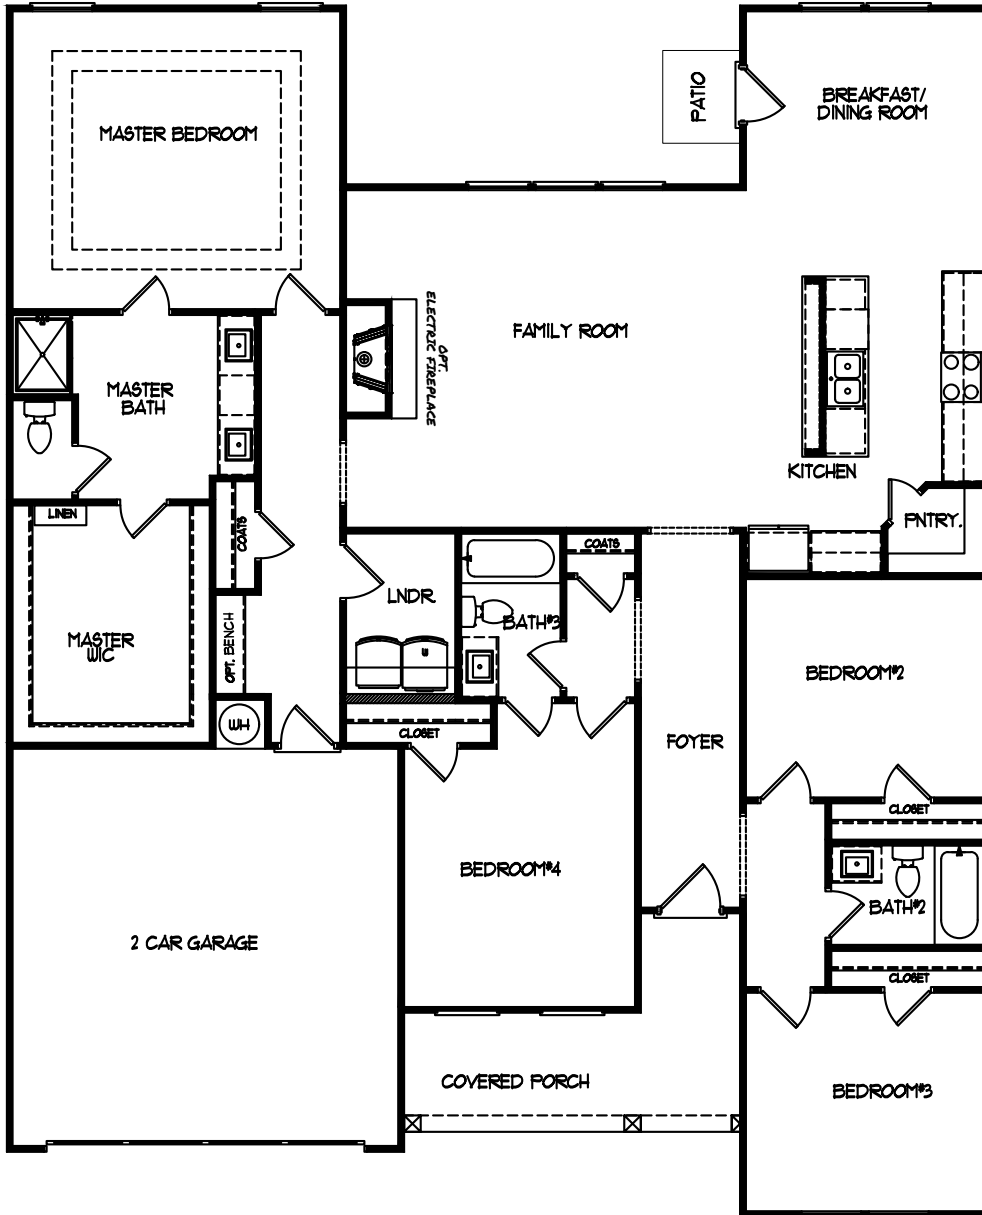 PATIO
BREAKFAST/
DINING ROOM
MASTER BEDROOM
OPT.
ELECTRIC FIREPLACE
FAMILY ROOM
MASTER
BATH
KITCHEN
LINEN
COATS
PNTRY.
COATS
LNDR.
BATH#3
OPT. BENCH
MASTER
WIC
BEDROOM#2
WH
CLOSET
FOYER
CLOSET
BEDROOM#4
BATH#2
2 CAR GARAGE
CLOSET
COVERED PORCH
BEDROOM#3